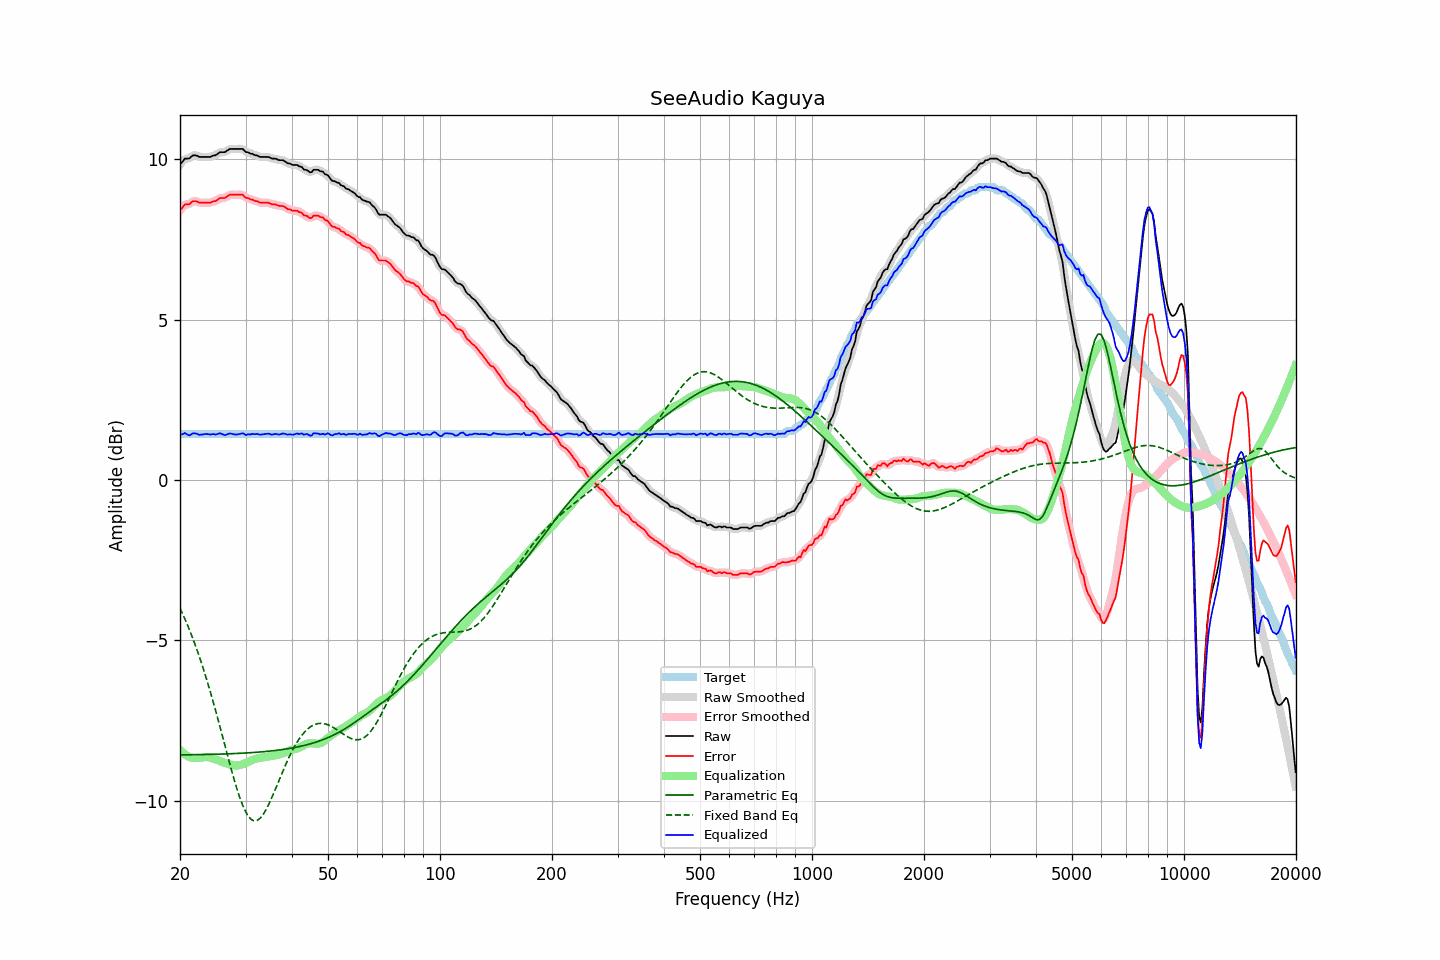 SeeAudio Kaguya
Amplitude (dBr)
10
5
0
−5
−10
Target
Raw Smoothed
Error Smoothed
Raw
Error
Equalization
Parametric Eq
Fixed Band Eq
Equalized
20 50 100 200 500 1000 2000 5000 10000 20000
Frequency (Hz)